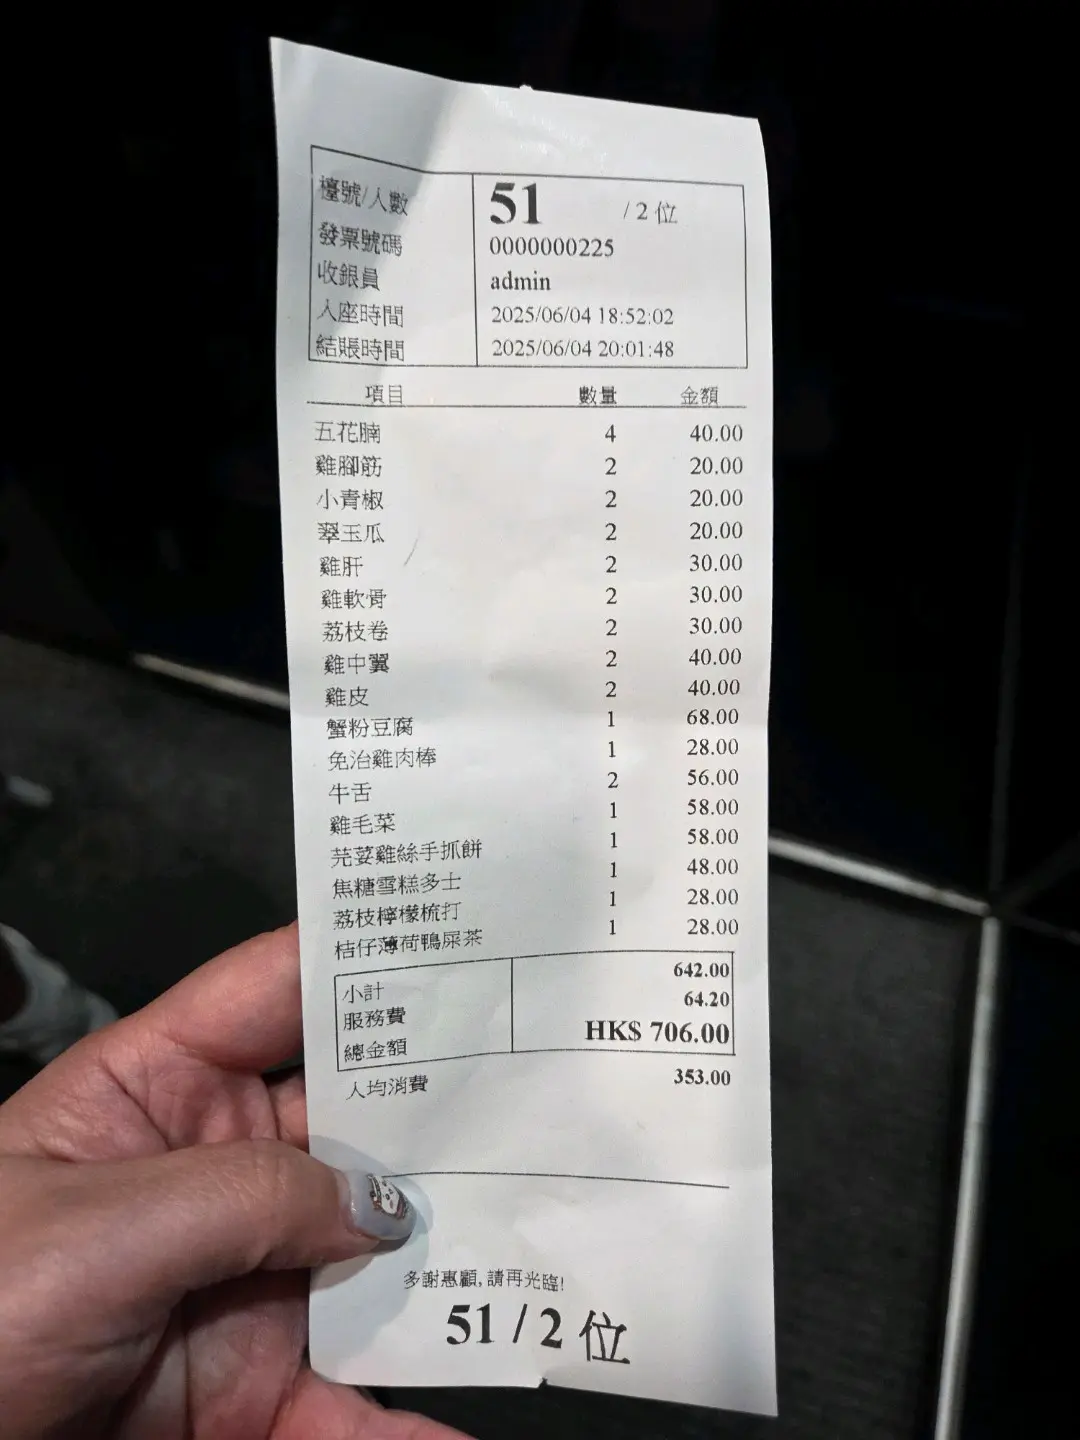 檯號/人數 51 / 2 位
發票號碼 0000000225
收銀員 admin
入座時間 2025/06/04 18:52:02
結賬時間 2025/06/04 20:01:48
項目 數量 金額
五花腩 4 40.00
雞腳筋 2 20.00
小青椒 2 20.00
翠玉瓜 2 20.00
雞肝 2 30.00
雞軟骨 2 30.00
荔枝卷 2 30.00
雞中翼 2 40.00
雞皮 2 40.00
蟹粉豆腐 1 68.00
免治雞肉棒 1 28.00
牛舌 2 56.00
雞毛菜 1 58.00
芫荽雞絲手抓餅 1 58.00
焦糖雪糕多士 1 48.00
荔枝檸檬梳打 1 28.00
桔仔薄荷鴨屎茶 1 28.00
小計 642.00
服務費 64.20
總金額 HK$ 706.00
人均消費 353.00
多謝惠顧,請再光臨!
51 / 2 位